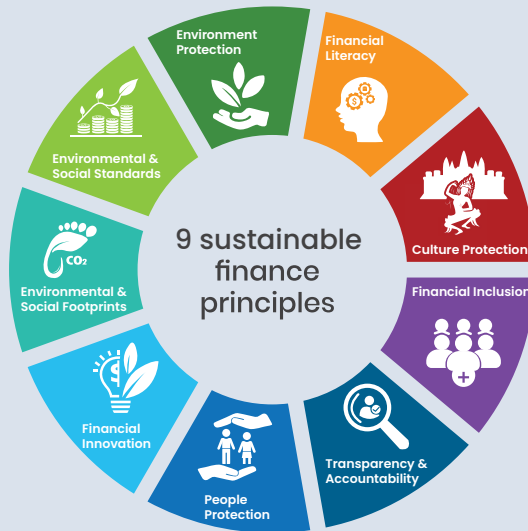 Environment
Protection
Financial
Literacy
$
Culture Protection
Financial Inclusion
Transparency &
Accountability
People
Protection
Financial
Innovation
$
Environmental &
Social Footprints
CO₂
Environmental &
Social Standards
9 sustainable
finance
principles